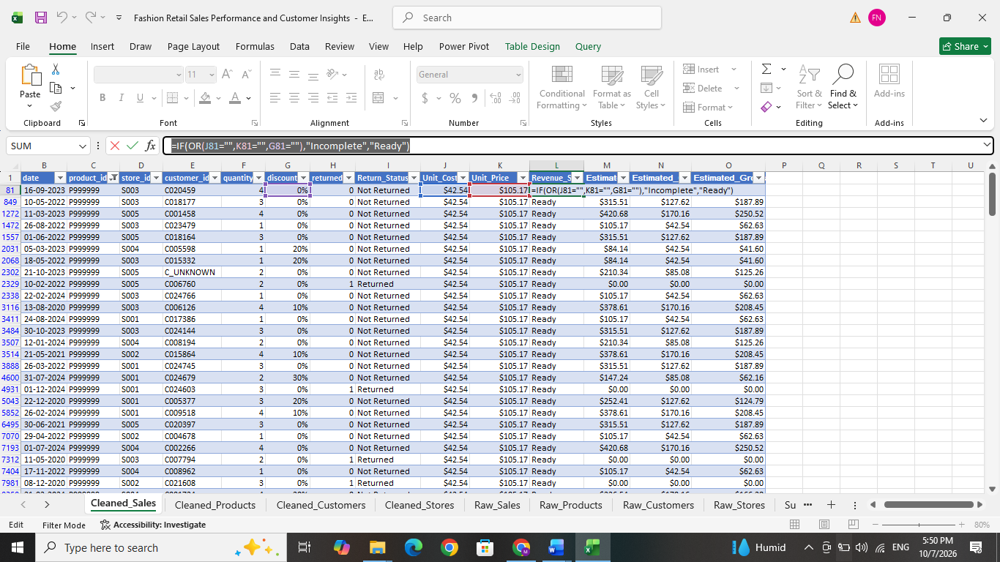 Fashion Retail Sales Performance and Customer Insights - E...
Search
FN
File Home Insert Draw Page Layout Formulas Data Review View Help Power Pivot Table Design Query Share
Paste
11
General
Conditional Formatting
Format as Table
Cell Styles
Insert
Delete
Format
Sort & Filter
Find & Select
Add-ins
Clipboard Font Alignment Number Styles Cells Editing Add-ins
SUM
=IF(OR(J81="",K81="",G81=""),"Incomplete","Ready")
B C D E F G H I J K L M N O P Q R S T U
1 date product_id store_id customer_id quantity discount returned Return_Status Unit_Cost Unit_Price Revenue_S Estimat Estimated_ Estimated_Gro
81 16-09-2023 P999999 S003 C020459 4 0% 0 Not Returned $42.54 $105.17 =IF(OR(J81="",K81="",G81=""),"Incomplete","Ready")
849 10-05-2022 P999999 S003 C018177 3 0% 0 Not Returned $42.54 $105.17 Ready $315.51 $127.62 $187.89
1272 11-03-2023 P999999 S005 C001458 4 0% 0 Not Returned $42.54 $105.17 Ready $420.68 $170.16 $250.52
1472 26-08-2022 P999999 S003 C023479 1 0% 0 Not Returned $42.54 $105.17 Ready $105.17 $42.54 $62.63
1557 01-06-2022 P999999 S005 C018164 3 0% 0 Not Returned $42.54 $105.17 Ready $315.51 $127.62 $187.89
2031 05-03-2023 P999999 S004 C005598 1 20% 0 Not Returned $42.54 $105.17 Ready $84.14 $42.54 $41.60
2068 18-05-2022 P999999 S003 C015332 1 20% 0 Not Returned $42.54 $105.17 Ready $84.14 $42.54 $41.60
2302 21-10-2023 P999999 S005 C_UNKNOWN 2 0% 0 Not Returned $42.54 $105.17 Ready $210.34 $85.08 $125.26
2329 10-02-2022 P999999 S005 C006760 2 0% 1 Returned $42.54 $105.17 Ready $0.00 $0.00 $0.00
2338 22-02-2024 P999999 S003 C024766 1 0% 0 Not Returned $42.54 $105.17 Ready $105.17 $42.54 $62.63
3116 13-08-2020 P999999 S003 C006126 4 10% 0 Not Returned $42.54 $105.17 Ready $378.61 $170.16 $208.45
3411 24-08-2024 P999999 S001 C017386 1 0% 0 Not Returned $42.54 $105.17 Ready $105.17 $42.54 $62.63
3484 30-10-2023 P999999 S003 C024144 3 0% 0 Not Returned $42.54 $105.17 Ready $315.51 $127.62 $187.89
3507 12-01-2024 P999999 S004 C008194 2 0% 0 Not Returned $42.54 $105.17 Ready $210.34 $85.08 $125.26
3514 21-05-2021 P999999 S002 C015864 4 10% 0 Not Returned $42.54 $105.17 Ready $378.61 $170.16 $208.45
3888 26-03-2022 P999999 S001 C024745 3 0% 0 Not Returned $42.54 $105.17 Ready $315.51 $127.62 $187.89
4600 31-07-2024 P999999 S001 C024679 2 30% 0 Not Returned $42.54 $105.17 Ready $147.24 $85.08 $62.16
4931 01-12-2024 P999999 S001 C024603 3 0% 1 Returned $42.54 $105.17 Ready $0.00 $0.00 $0.00
5043 22-12-2020 P999999 S001 C005377 3 20% 0 Not Returned $42.54 $105.17 Ready $252.41 $127.62 $124.79
5852 26-02-2024 P999999 S001 C009518 4 10% 0 Not Returned $42.54 $105.17 Ready $378.61 $170.16 $208.45
6495 30-06-2021 P999999 S005 C020397 3 0% 0 Not Returned $42.54 $105.17 Ready $315.51 $127.62 $187.89
7070 29-04-2022 P999999 S002 C004678 1 0% 0 Not Returned $42.54 $105.17 Ready $105.17 $42.54 $62.63
7193 01-07-2024 P999999 S004 C002266 4 0% 0 Not Returned $42.54 $105.17 Ready $420.68 $170.16 $250.52
7312 11-05-2020 P999999 S003 C007794 2 0% 1 Returned $42.54 $105.17 Ready $0.00 $0.00 $0.00
7404 17-11-2022 P999999 S004 C008962 1 0% 0 Not Returned $42.54 $105.17 Ready $105.17 $42.54 $62.63
7981 08-12-2020 P999999 S002 C021608 3 0% 1 Returned $42.54 $105.17 Ready $0.00 $0.00 $0.00
Cleaned_Sales Cleaned_Products Cleaned_Customers Cleaned_Stores Raw_Sales Raw_Products Raw_Customers Raw_Stores Su
Edit Filter Mode Accessibility: Investigate 80%
Type here to search
Humid
ENG
5:50 PM
10/7/2026